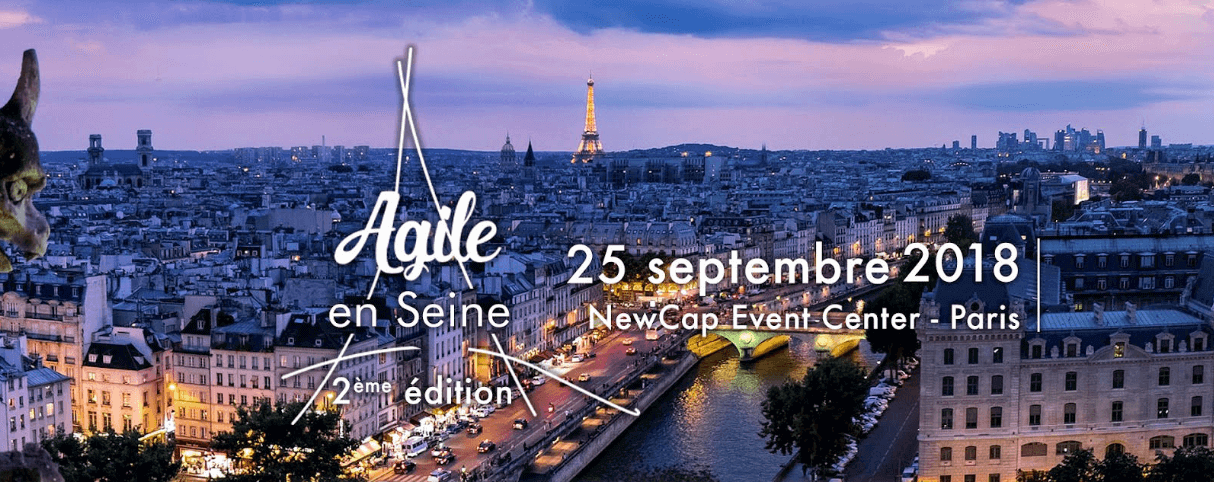 Agile
en Seine
2ème édition
25 septembre 2018
NewCap Event Center - Paris